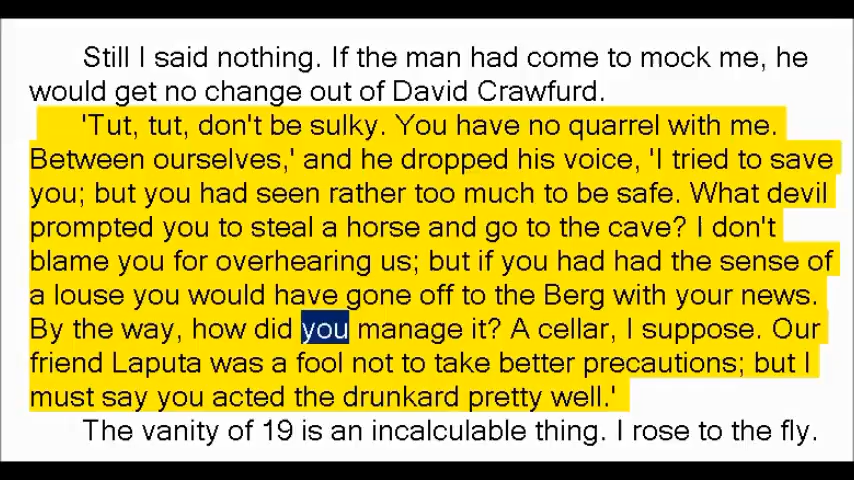 Still I said nothing. If the man had come to mock me, he
would get no change out of David Crawfurd.
'Tut, tut, don't be sulky. You have no quarrel with me.
Between ourselves,' and he dropped his voice, 'I tried to save
you; but you had seen rather too much to be safe. What devil
prompted you to steal a horse and go to the cave? I don't
blame you for overhearing us; but if you had had the sense of
a louse you would have gone off to the Berg with your news.
By the way, how did you manage it? A cellar, I suppose. Our
friend Laputa was a fool not to take better precautions; but I
must say you acted the drunkard pretty well.'
The vanity of 19 is an incalculable thing. I rose to the fly.